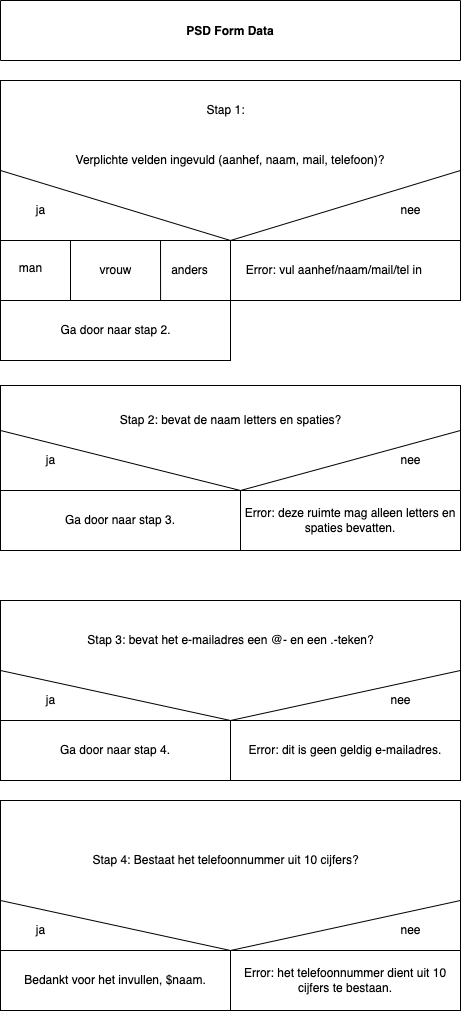 PSD Form Data
Stap 1:
Verplichte velden ingevuld (aanhef, naam, mail, telefoon)?
ja
nee
man
vrouw
anders
Error: vul aanhef/naam/mail/tel in
Ga door naar stap 2.
Stap 2: bevat de naam letters en spaties?
ja
nee
Ga door naar stap 3.
Error: deze ruimte mag alleen letters en
spaties bevatten.
Stap 3: bevat het e-mailadres een @- en een .-teken?
ja
nee
Ga door naar stap 4.
Error: dit is geen geldig e-mailadres.
Stap 4: Bestaat het telefoonnummer uit 10 cijfers?
ja
nee
Bedankt voor het invullen, $naam.
Error: het telefoonnummer dient uit 10
cijfers te bestaan.